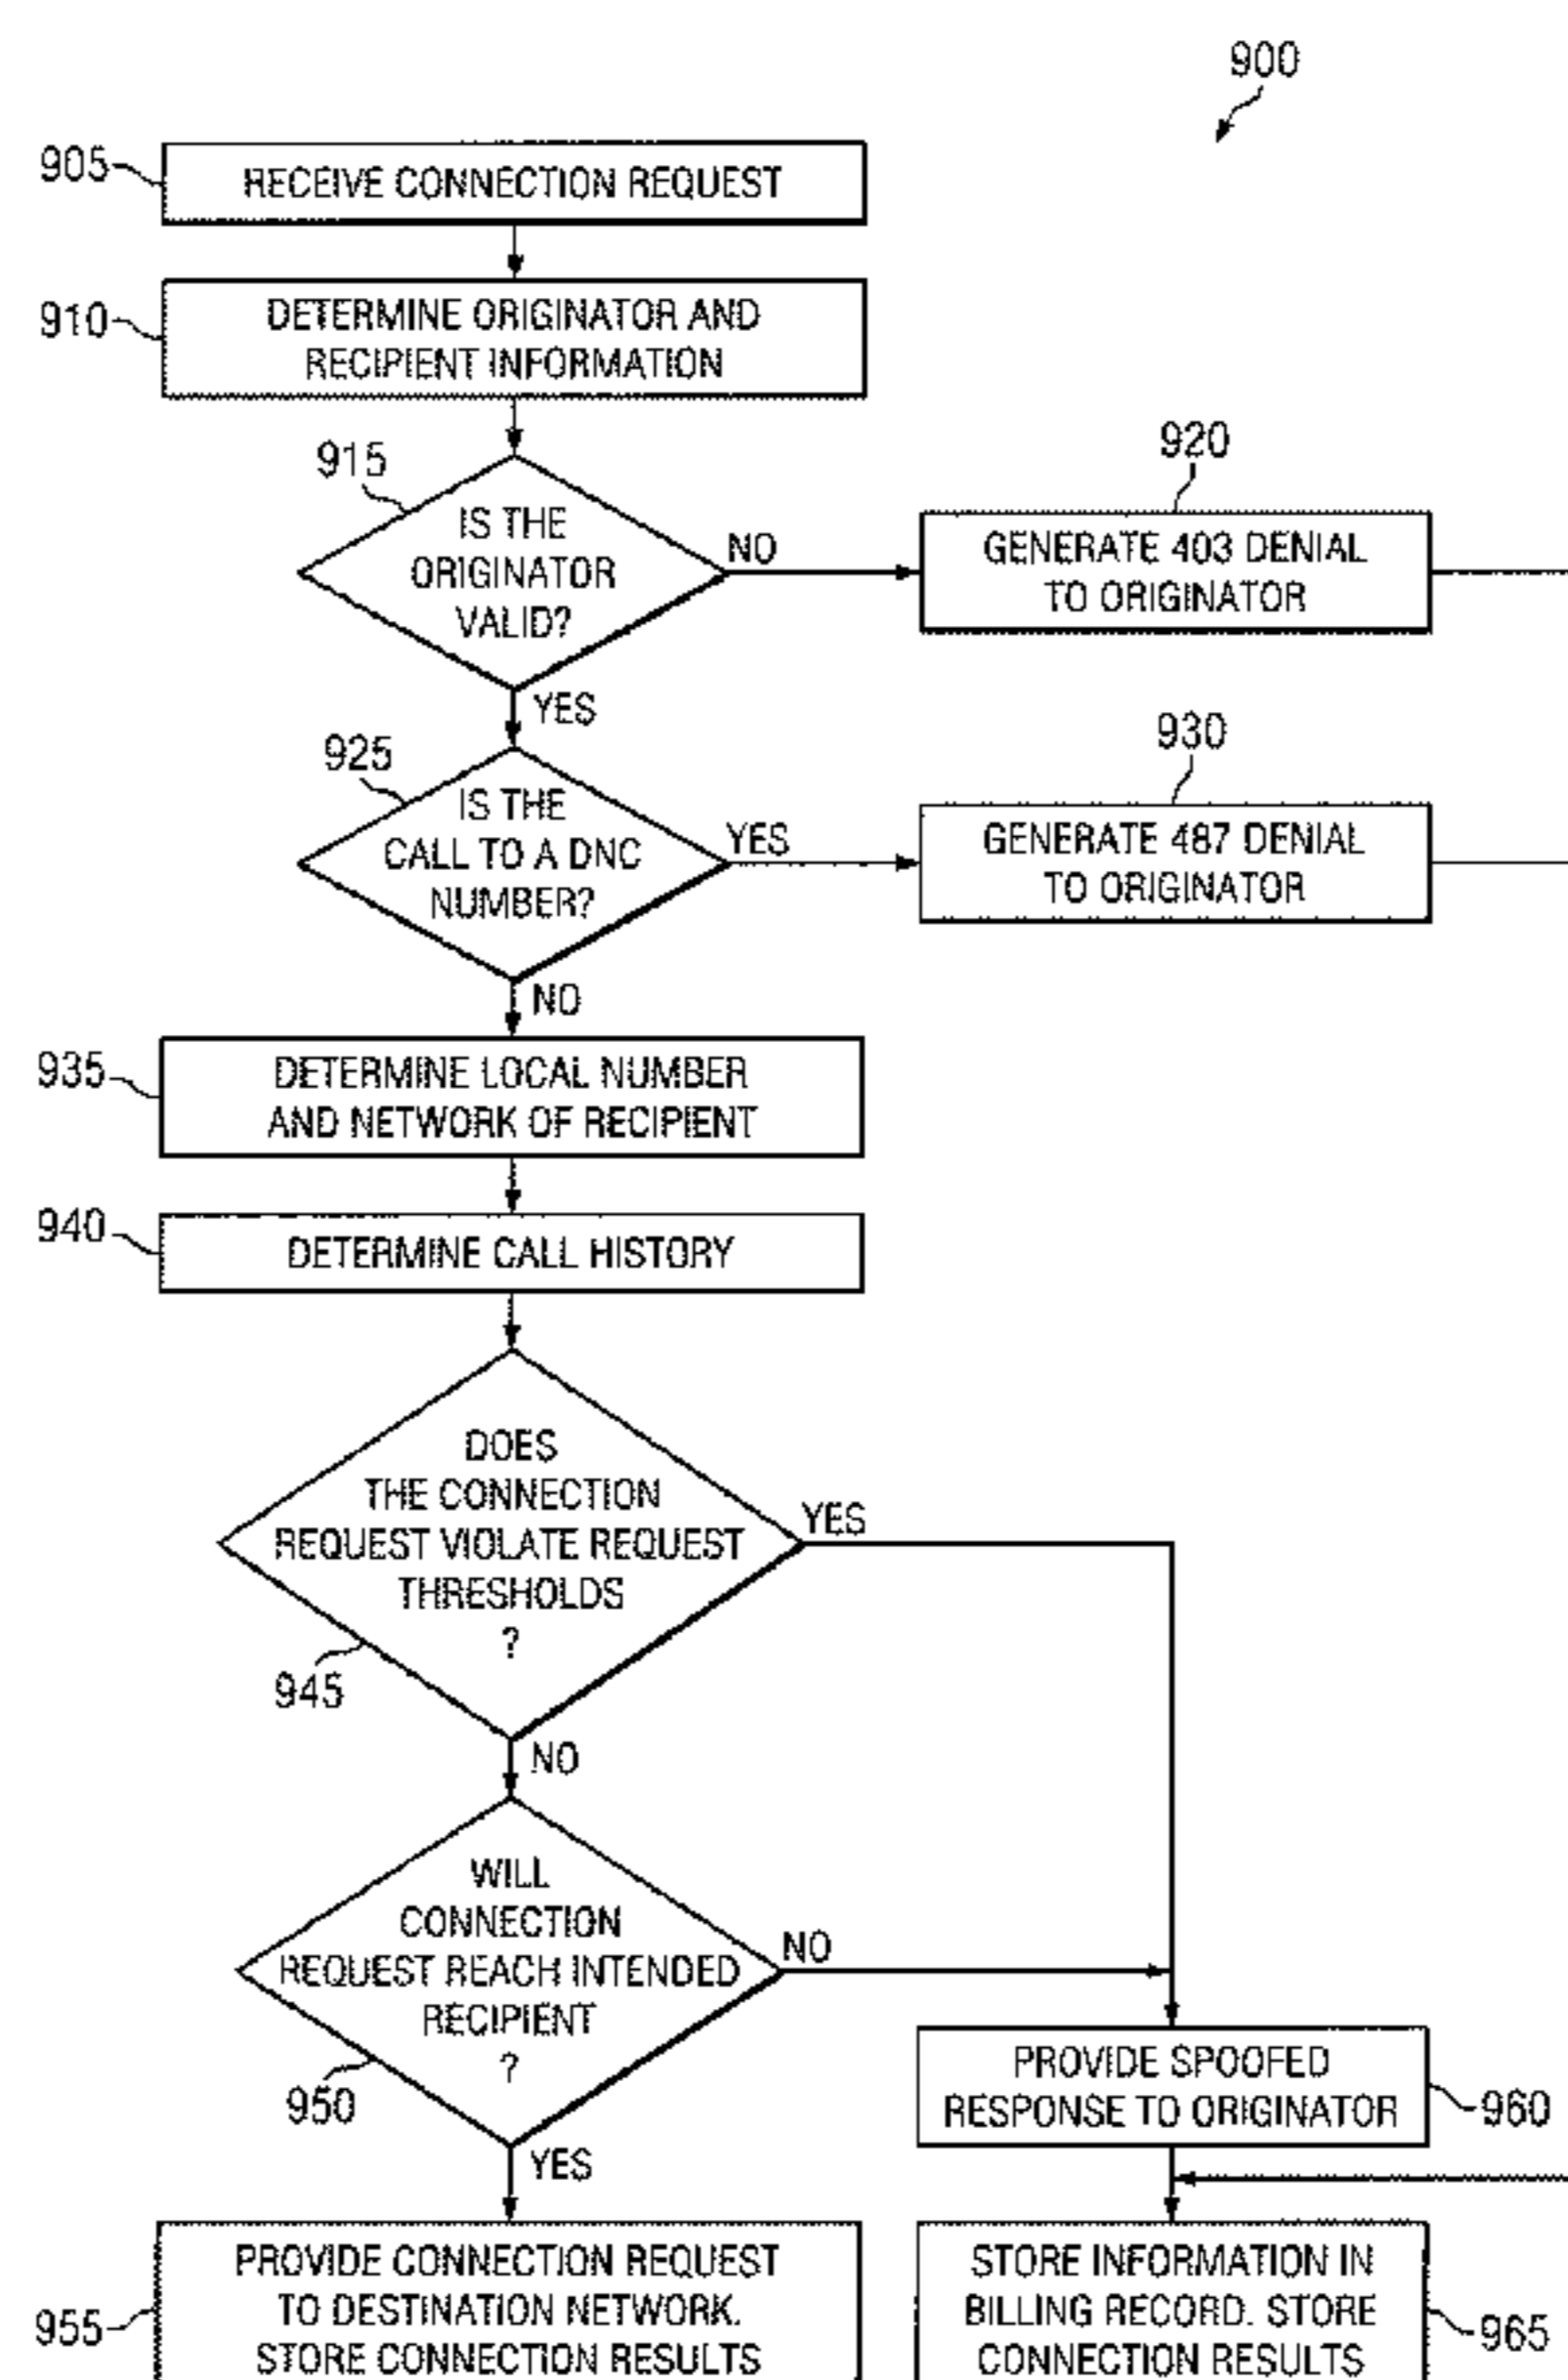 900
905
RECEIVE CONNECTION REQUEST
910
DETERMINE ORIGINATOR AND
RECIPIENT INFORMATION
915
IS THE
ORIGINATOR
VALID?
NO
920
GENERATE 403 DENIAL
TO ORIGINATOR
YES
925
IS THE
CALL TO A DNC
NUMBER?
YES
930
GENERATE 487 DENIAL
TO ORIGINATOR
NO
935
DETERMINE LOCAL NUMBER
AND NETWORK OF RECIPIENT
940
DETERMINE CALL HISTORY
DOES
THE CONNECTION
REQUEST VIOLATE REQUEST
THRESHOLDS
?
YES
945
NO
WILL
CONNECTION
REQUEST REACH INTENDED
RECIPIENT
?
NO
950
YES
PROVIDE SPOOFED
RESPONSE TO ORIGINATOR
960
955
PROVIDE CONNECTION REQUEST
TO DESTINATION NETWORK.
STORE CONNECTION RESULTS
STORE INFORMATION IN
BILLING RECORD. STORE
CONNECTION RESULTS
965